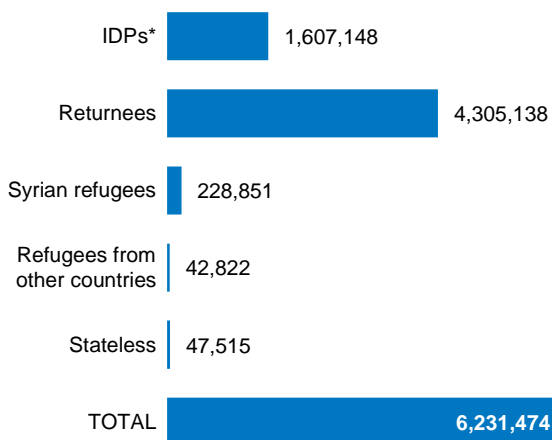 IDPs* 1,607,148
Returnees 4,305,138
Syrian refugees 228,851
Refugees from
other countries 42,822
Stateless 47,515
TOTAL 6,231,474